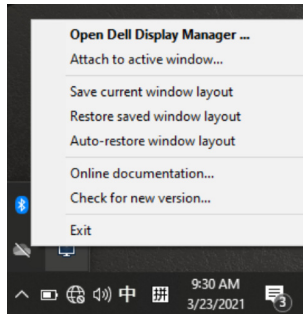 Open Dell Display Manager ...
Attach to active window...
Save current window layout
Restore saved window layout
Auto-restore window layout
Online documentation...
Check for new version...
Exit
中 拼 9:30 AM
3/23/2021
3